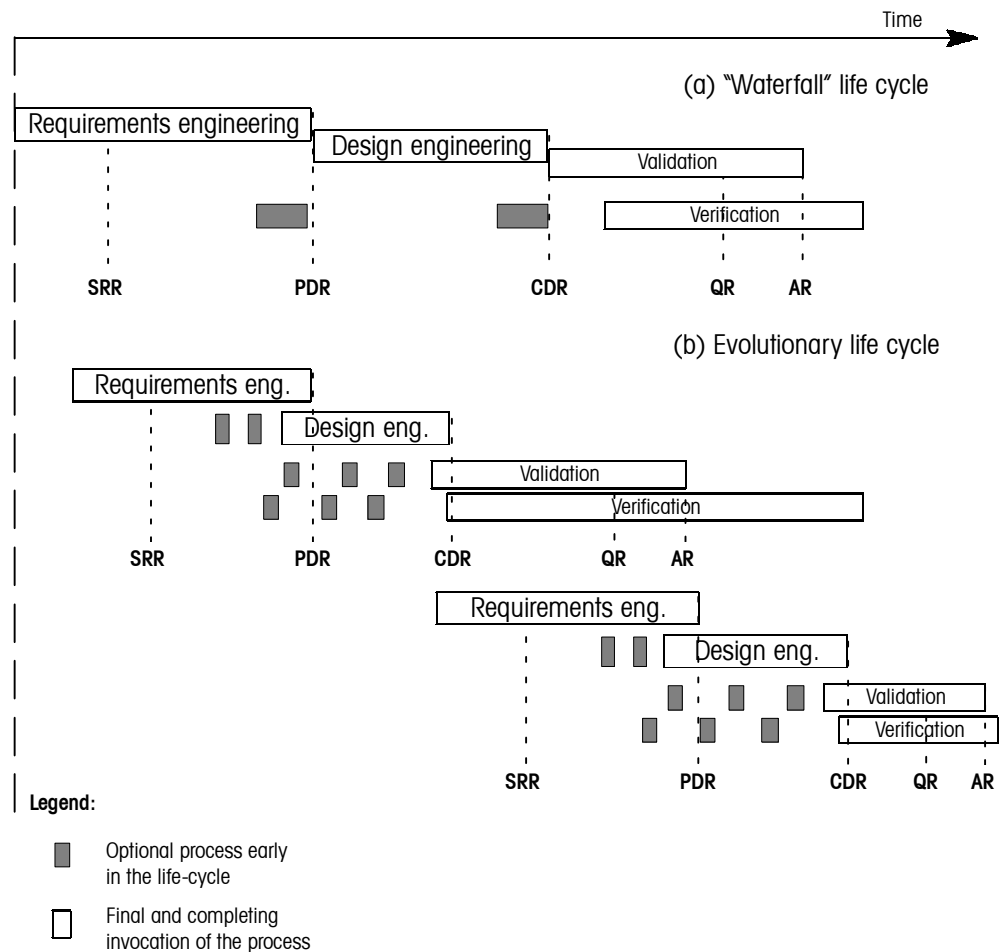 Time
(a) "Waterfall" life cycle
Requirements engineering
Design engineering
Validation
Verification
SRR
PDR
CDR
QR
AR
(b) Evolutionary life cycle
Requirements eng.
Design eng.
Validation
Verification
SRR
PDR
CDR
QR
AR
Requirements eng.
Design eng.
Validation
Verification
SRR
PDR
CDR
QR
AR
Legend:
Optional process early
in the life-cycle
Final and completing
invocation of the process